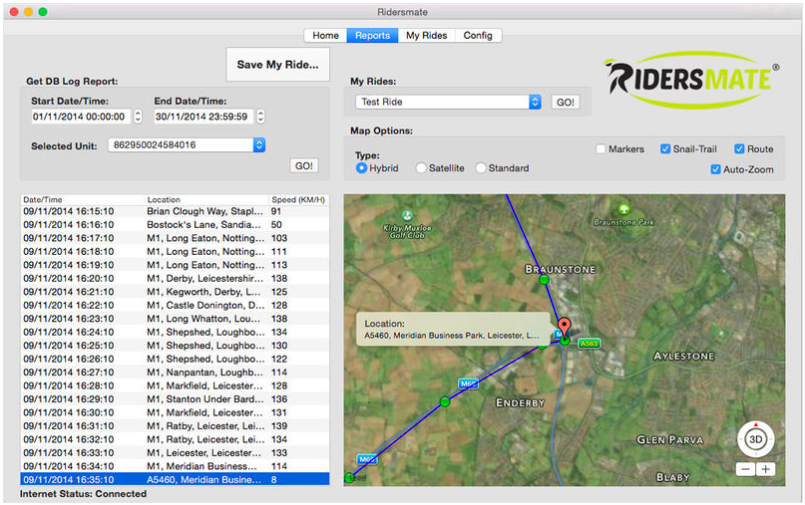 Ridersmate
Home Reports My Rides Config
Save My Ride...
Get DB Log Report:
Start Date/Time: End Date/Time:
01/11/2014 00:00:00 30/11/2014 23:59:59
Selected Unit: 862950024584016
GO!
My Rides:
Test Ride GO!
Map Options:
Type:
Hybrid Satellite Standard
Markers Snail-Trail Route
Auto-Zoom
RIDERSMATE®
Date/Time Location Speed (KM/H)
09/11/2014 16:15:10 Brian Clough Way, Stapl... 91
09/11/2014 16:16:10 Bostock's Lane, Sandia... 50
09/11/2014 16:17:10 M1, Long Eaton, Notting... 103
09/11/2014 16:18:10 M1, Long Eaton, Notting... 111
09/11/2014 16:19:10 M1, Long Eaton, Notting... 113
09/11/2014 16:20:10 M1, Derby, Leicestershir... 138
09/11/2014 16:21:10 M1, Kegworth, Derby, L... 125
09/11/2014 16:22:10 M1, Castle Donington, D... 128
09/11/2014 16:23:10 M1, Long Whatton, Lou... 138
09/11/2014 16:24:10 M1, Shepshed, Loughbo... 134
09/11/2014 16:25:10 M1, Shepshed, Loughbo... 130
09/11/2014 16:26:10 M1, Shepshed, Loughbo... 122
09/11/2014 16:27:10 M1, Nanpantan, Loughb... 114
09/11/2014 16:28:10 M1, Markfield, Leicester... 128
09/11/2014 16:29:10 M1, Stanton Under Bard... 136
09/11/2014 16:30:10 M1, Markfield, Leicester... 131
09/11/2014 16:31:10 M1, Ratby, Leicester, Lei... 139
09/11/2014 16:32:10 M1, Ratby, Leicester, Lei... 134
09/11/2014 16:33:10 M1, Leicester, Leicester... 133
09/11/2014 16:34:10 M1, Meridian Business... 114
09/11/2014 16:35:10 A5460, Meridian Busine... 8
Internet Status: Connected
Kirby Muxloe
Golf Club
Braunstone Park
BRAUNSTONE
Location:
A5460, Meridian Business Park, Leicester, L...
A563
AYLESTONE
M69
ENDERBY
GLEN PARVA
3D
M69
BLABY
− +